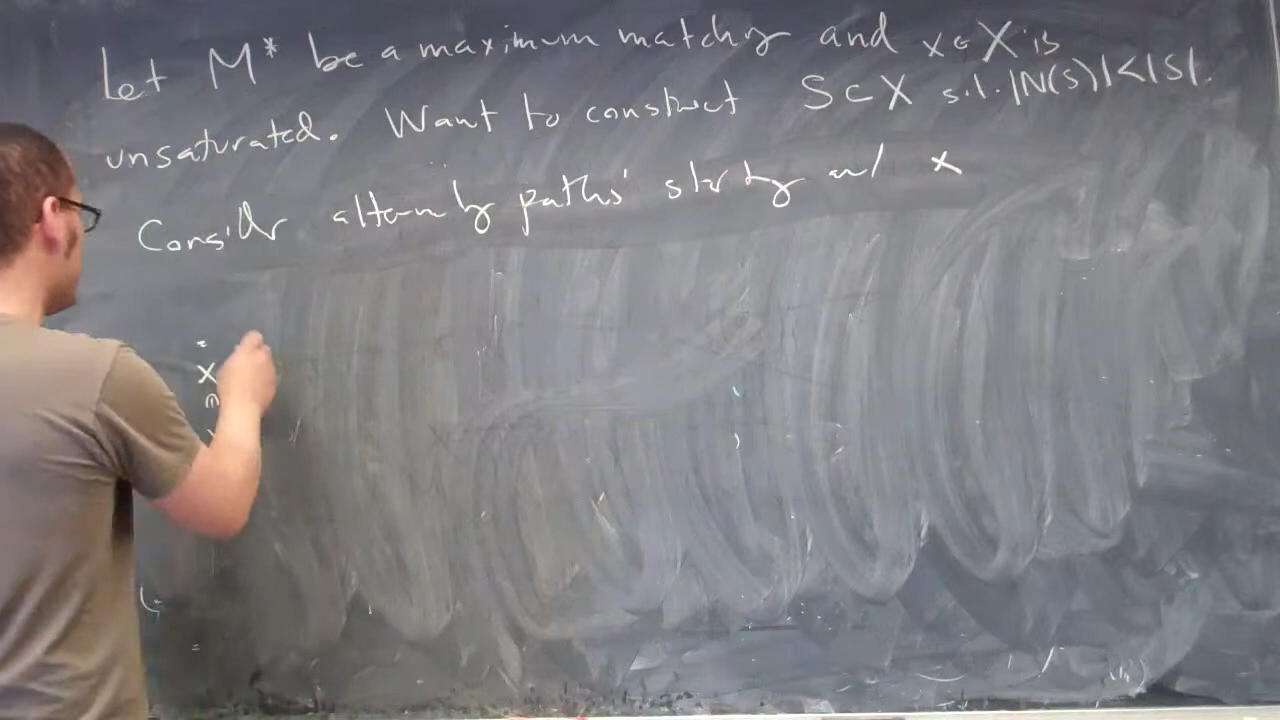 Let M* be a maximum matching and x ∈ X is
unsaturated. Want to construct S ⊂ X s.t. |N(S)| < |S|.
Consider alternating paths starting w/ x
x